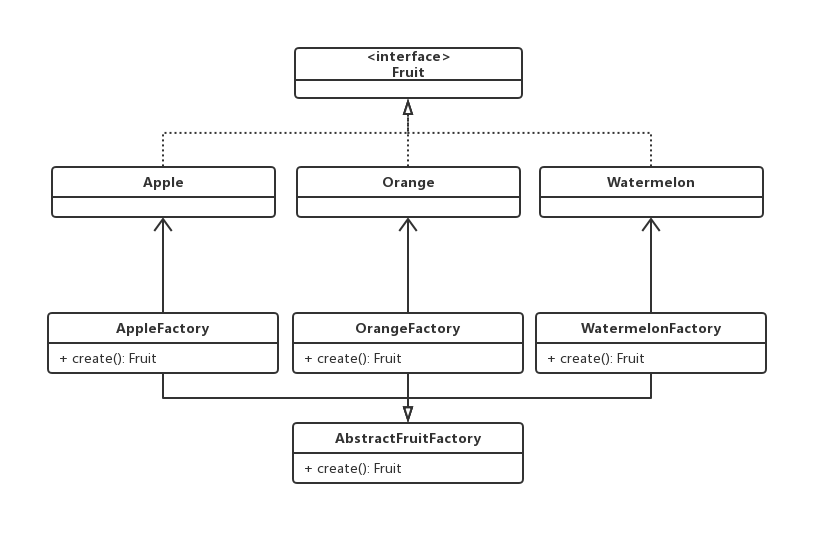 <interface>
Fruit
Apple
Orange
Watermelon
AppleFactory
+ create(): Fruit
OrangeFactory
+ create(): Fruit
WatermelonFactory
+ create(): Fruit
AbstractFruitFactory
+ create(): Fruit